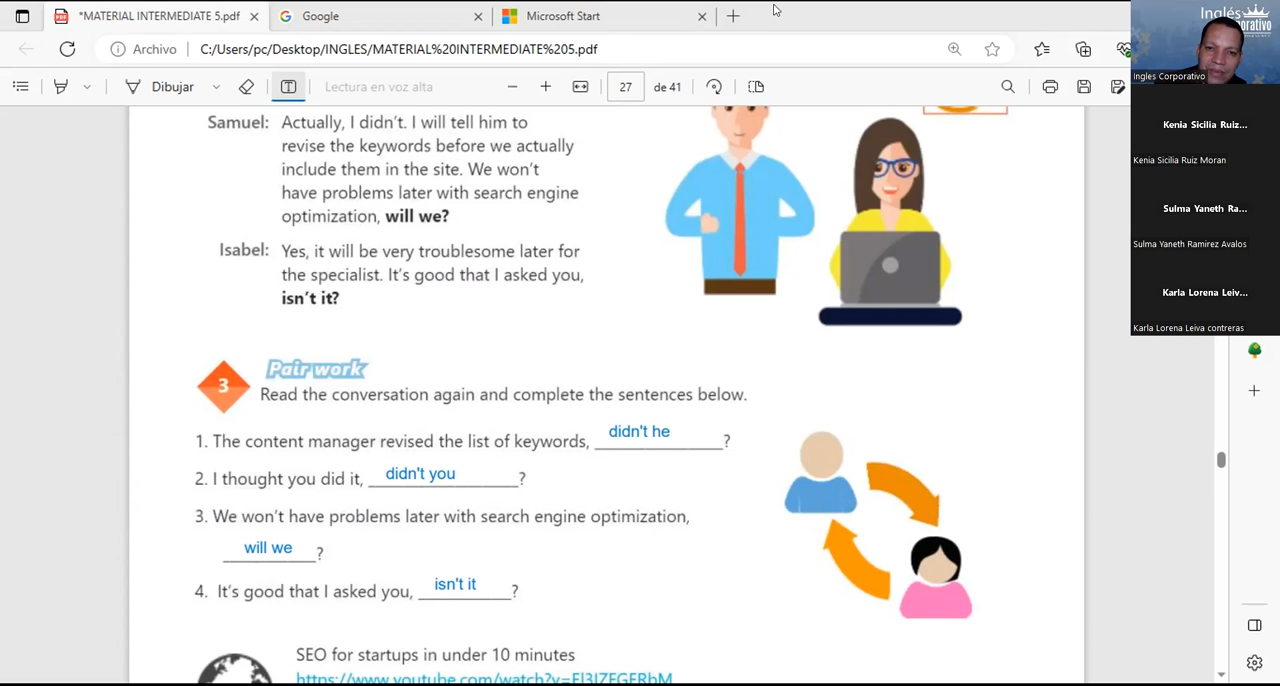 *MATERIAL INTERMEDIATE 5.pdf
Google
Microsoft Start
Archivo
C:/Users/pc/Desktop/INGLES/MATERIAL%20INTERMEDIATE%205.pdf
Dibujar
Lectura en voz alta
27
de 41
Samuel: Actually, I didn't. I will tell him to
revise the keywords before we actually
include them in the site. We won't
have problems later with search engine
optimization, will we?
Isabel: Yes, it will be very troublesome later for
the specialist. It's good that I asked you,
isn't it?
3
Pair work
Read the conversation again and complete the sentences below.
1. The content manager revised the list of keywords, didn't he ?
2. I thought you did it, didn't you ?
3. We won't have problems later with search engine optimization,
will we ?
4. It's good that I asked you, isn't it ?
SEO for startups in under 10 minutes
Inglés
Ingles Corporativo
Kenia Sicilia Ruiz...
Kenia Sicilia Ruiz Moran
Sulma Yaneth Ra...
Sulma Yaneth Ramirez Avalos
Karla Lorena Leiv...
Karla Lorena Leiva contreras